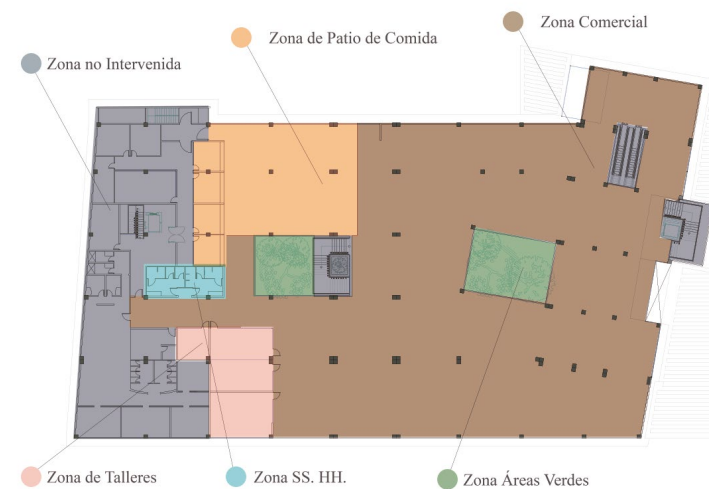 Zona Comercial
Zona de Patio de Comida
Zona no Intervenida
Zona de Talleres
Zona SS. HH.
Zona Áreas Verdes